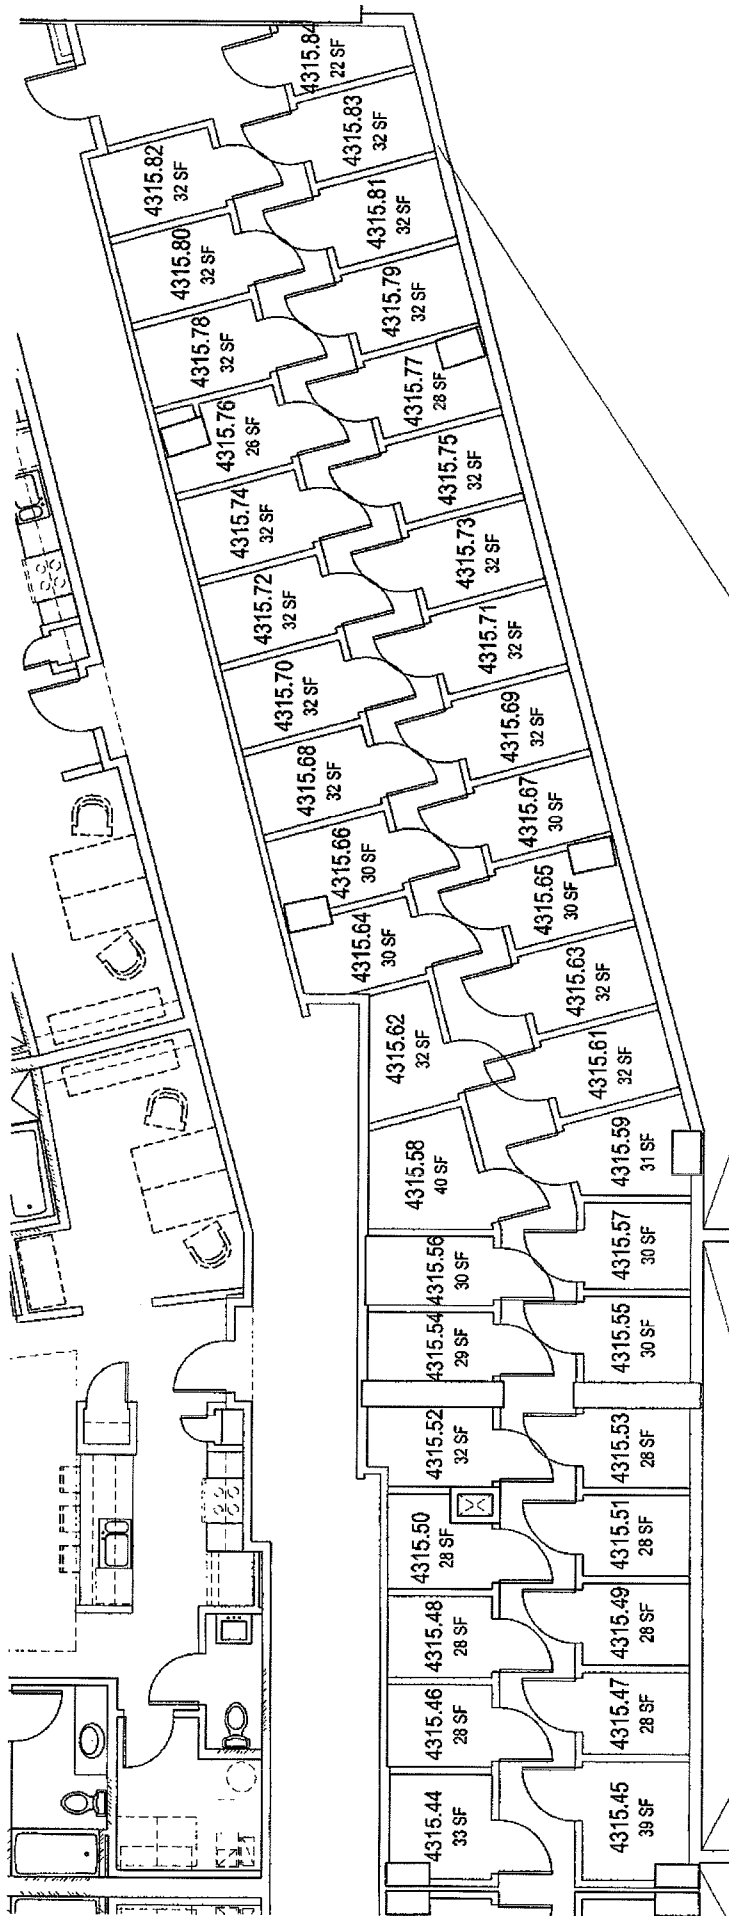 4315.84
22 SF
4315.83
32 SF
4315.82
32 SF
4315.81
32 SF
4315.80
32 SF
4315.79
32 SF
4315.78
32 SF
4315.77
28 SF
4315.76
26 SF
4315.75
32 SF
4315.74
32 SF
4315.73
32 SF
4315.72
32 SF
4315.71
32 SF
4315.70
32 SF
4315.69
32 SF
4315.68
32 SF
4315.67
30 SF
4315.66
30 SF
4315.65
30 SF
4315.64
30 SF
4315.63
32 SF
4315.62
32 SF
4315.61
32 SF
4315.58
40 SF
4315.59
31 SF
4315.56
30 SF
4315.57
30 SF
4315.54
29 SF
4315.55
30 SF
4315.52
32 SF
4315.53
28 SF
4315.50
28 SF
4315.51
28 SF
4315.48
28 SF
4315.49
28 SF
4315.46
28 SF
4315.47
28 SF
4315.44
33 SF
4315.45
39 SF